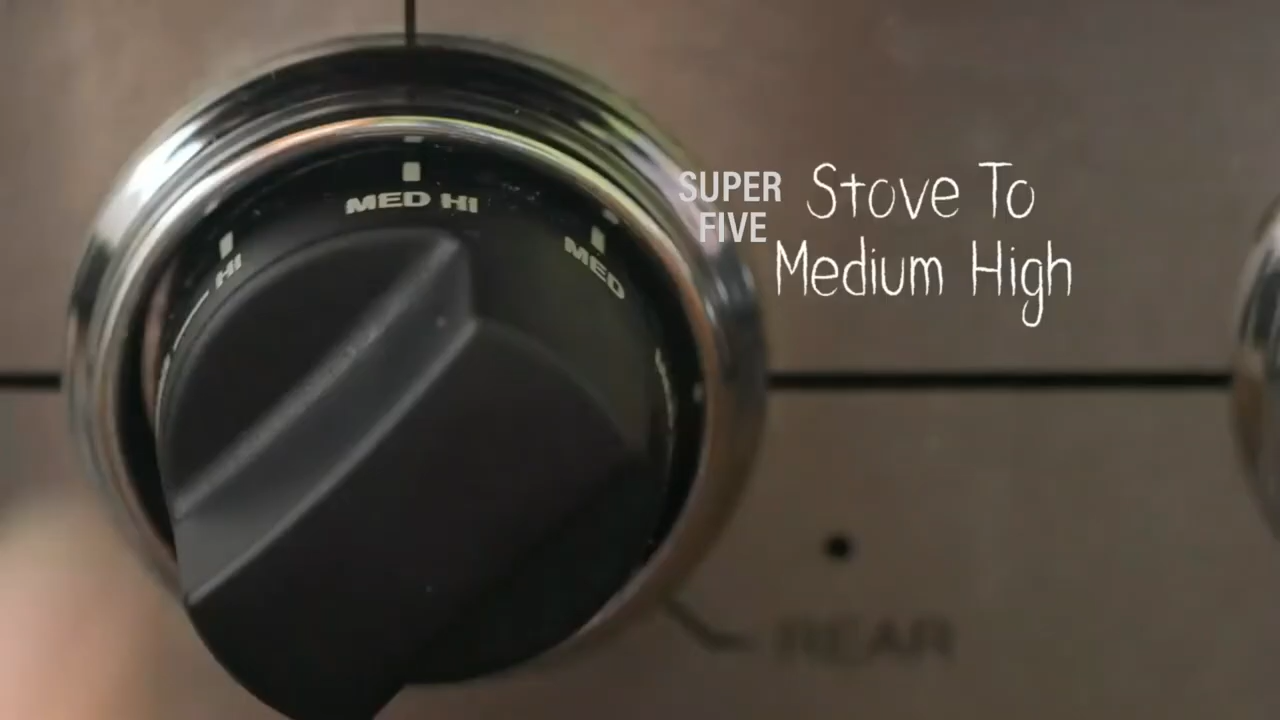 SUPER
FIVE
Stove To
Medium High
MED HI
HI
MED
REAR